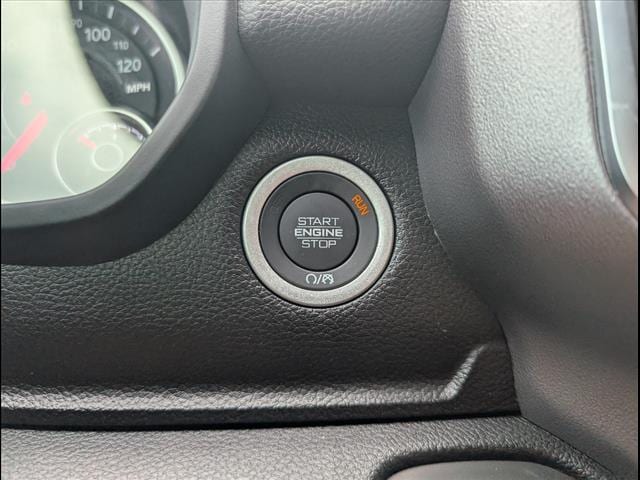 100
110
120
MPH
RUN
START
ENGINE
STOP